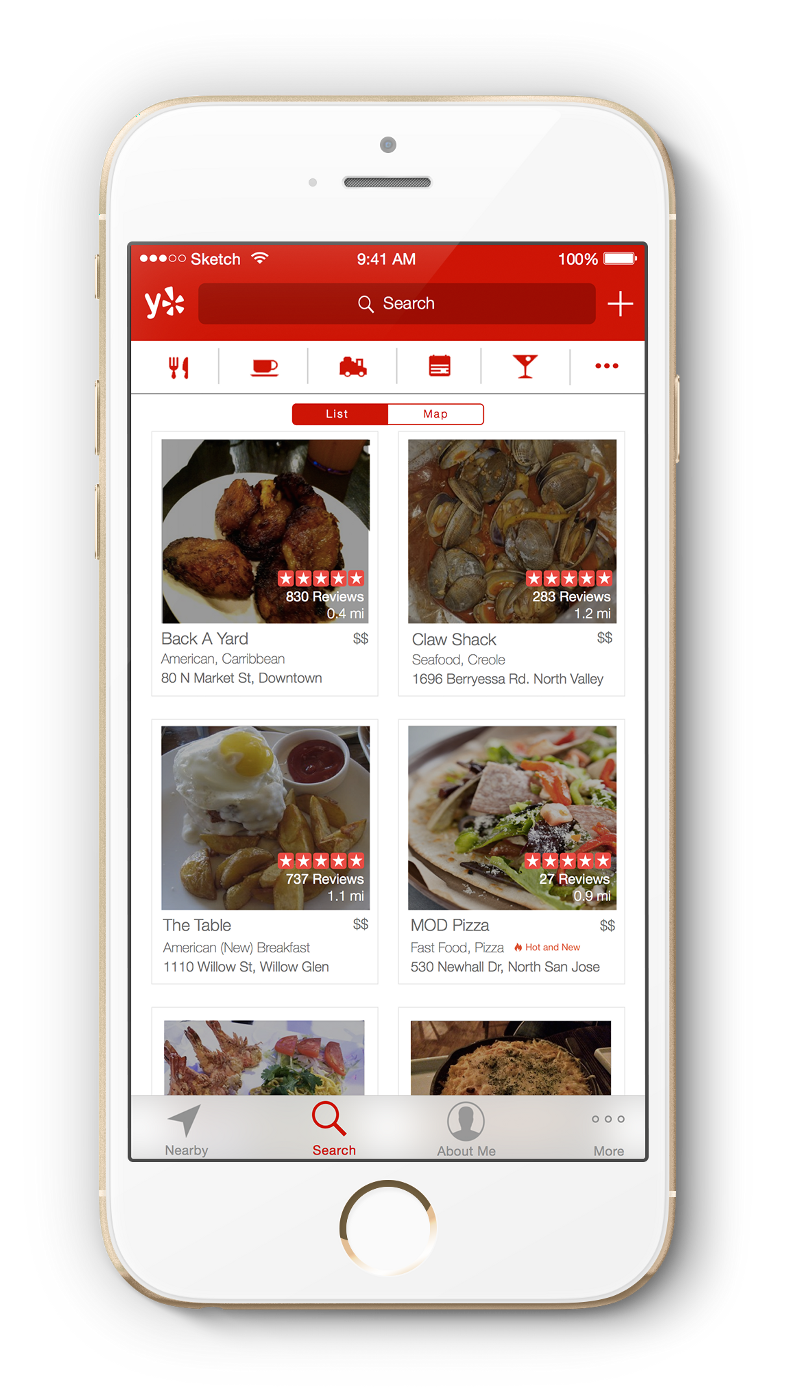 Sketch 9:41 AM 100%
y Search
List Map
830 Reviews
0.4 mi
283 Reviews
1.2 mi
Back A Yard $$
American, Carribbean
80 N Market St, Downtown
Claw Shack $$
Seafood, Creole
1696 Berryessa Rd. North Valley
737 Reviews
1.1 mi
27 Reviews
0.9 mi
The Table $$
American (New) Breakfast
1110 Willow St, Willow Glen
MOD Pizza $$
Fast Food, Pizza Hot and New
530 Newhall Dr, North San Jose
Nearby Search About Me More